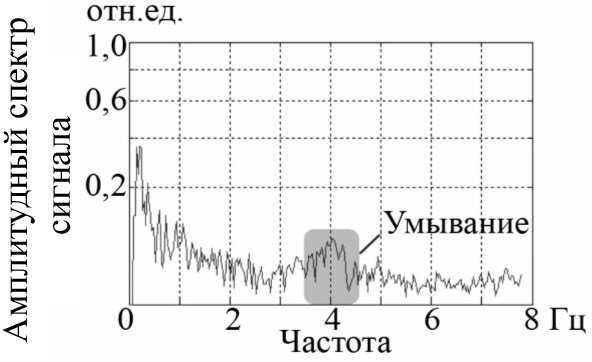 отн.ед.
Амплитудный спектр
сигнала
1,0
0,6
0,2
Умывание
0 2 4 6 8 Гц
Частота